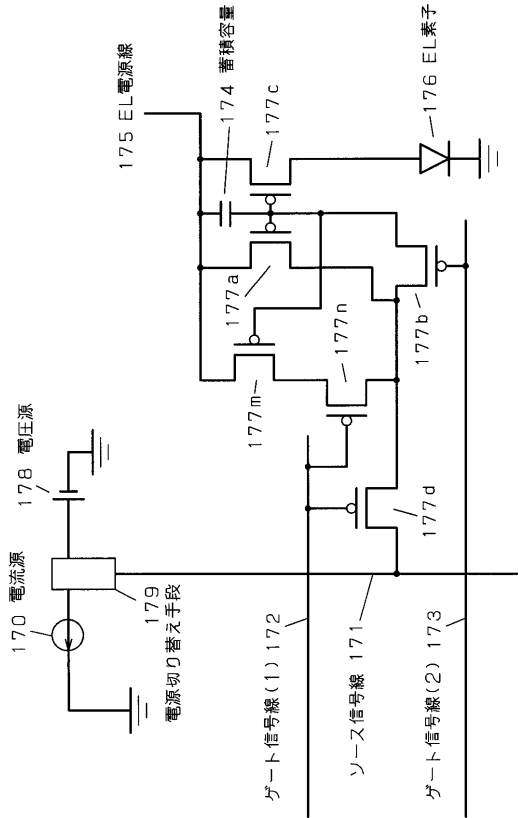 170 電流源
178 電圧源
179
電源切り替え手段
175 EL電源線
174 蓄積容量
177c
177a
177m
177n
177b
177d
176 EL素子
ゲート信号線(1) 172
ソース信号線 171
ゲート信号線(2) 173